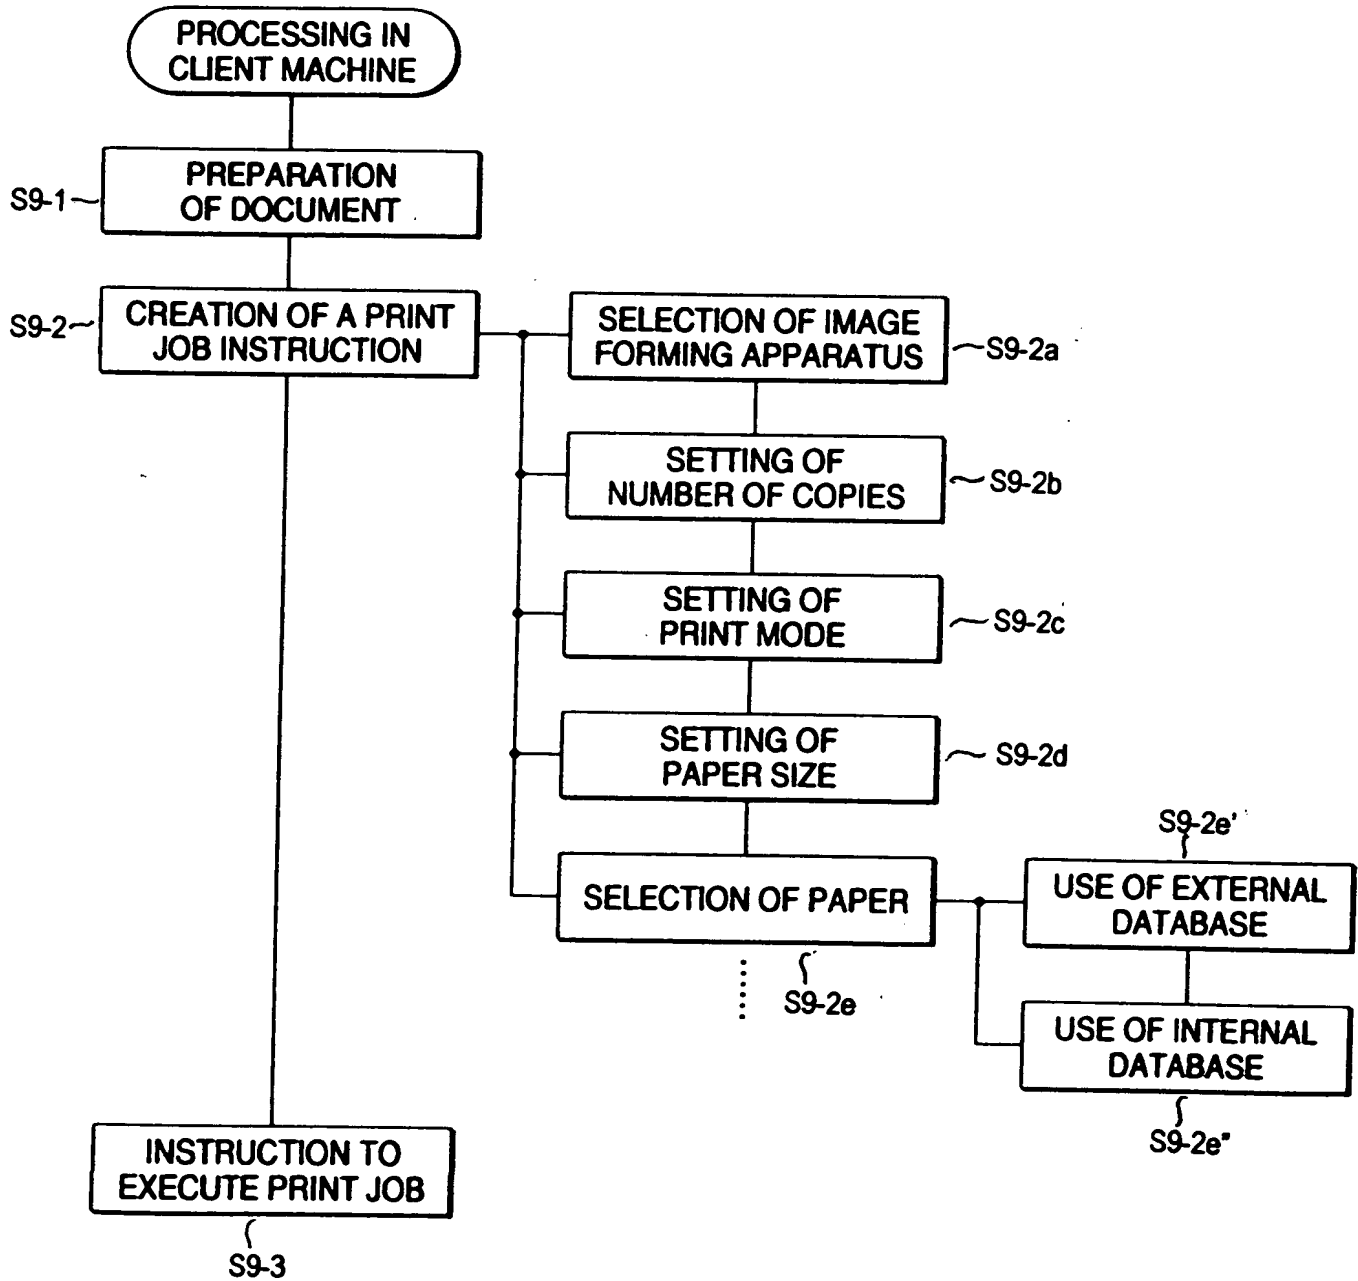 PROCESSING IN
CLIENT MACHINE
S9-1
PREPARATION
OF DOCUMENT
S9-2
CREATION OF A PRINT
JOB INSTRUCTION
SELECTION OF IMAGE
FORMING APPARATUS
S9-2a
SETTING OF
NUMBER OF COPIES
S9-2b
SETTING OF
PRINT MODE
S9-2c
SETTING OF
PAPER SIZE
S9-2d
SELECTION OF PAPER
S9-2e
S9-2e'
USE OF EXTERNAL
DATABASE
USE OF INTERNAL
DATABASE
S9-2e"
INSTRUCTION TO
EXECUTE PRINT JOB
S9-3